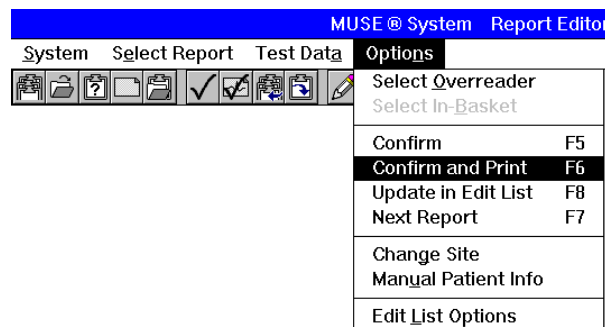 MUSE ® System Report Editor
System Select Report Test Data Options
Select Overreader
Select In-Basket
Confirm F5
Confirm and Print F6
Update in Edit List F8
Next Report F7
Change Site
Manual Patient Info
Edit List Options